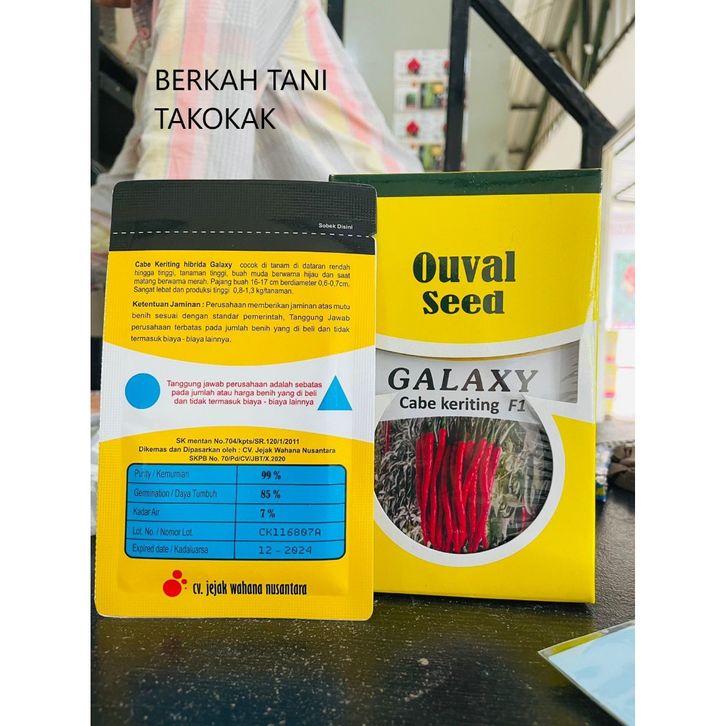 BERKAH TANI
TAKOKAK
Sobek Disini
Cabe Keriting hibrida Galaxy cocok di tanam di dataran rendah
hingga tinggi, tanaman tinggi, buah muda berwarna hijau dan saat
matang berwarna merah. Pajang buah 16-17 cm berdiameter 0,6-0,7cm.
Sangat lebat dan produksi tinggi 0,8-1,3 kg/tanaman.
Ketentuan Jaminan : Perusahaan memberikan jaminan atas mutu
benih sesuai dengan standar pemerintah, Tanggung Jawab
perusahaan terbatas pada jumlah benih yang di beli dan tidak
termasuk biaya - biaya lainnya.
Tanggung jawab perusahaan adalah sebatas
pada jumlah atau harga benih yang di beli
dan tidak termasuk biaya - biaya lainnya
SK mentan No.704/kpts/SR.120/1/2011
Dikemas dan Dipasarkan oleh : CV. Jejak Wahana Nusantara
SKPB No. 70/Pd/CV/JBT/X.2020
Purity / Kemurnian 99 %
Germination / Daya Tumbuh 85 %
Kadar Air 7 %
Lot. No. / Nomor Lot. CK116807A
Expired date / Kadaluarsa 12 - 2024
cv. jejak wahana nusantara
Ouval
Seed
GALAXY
Cabe keriting F1